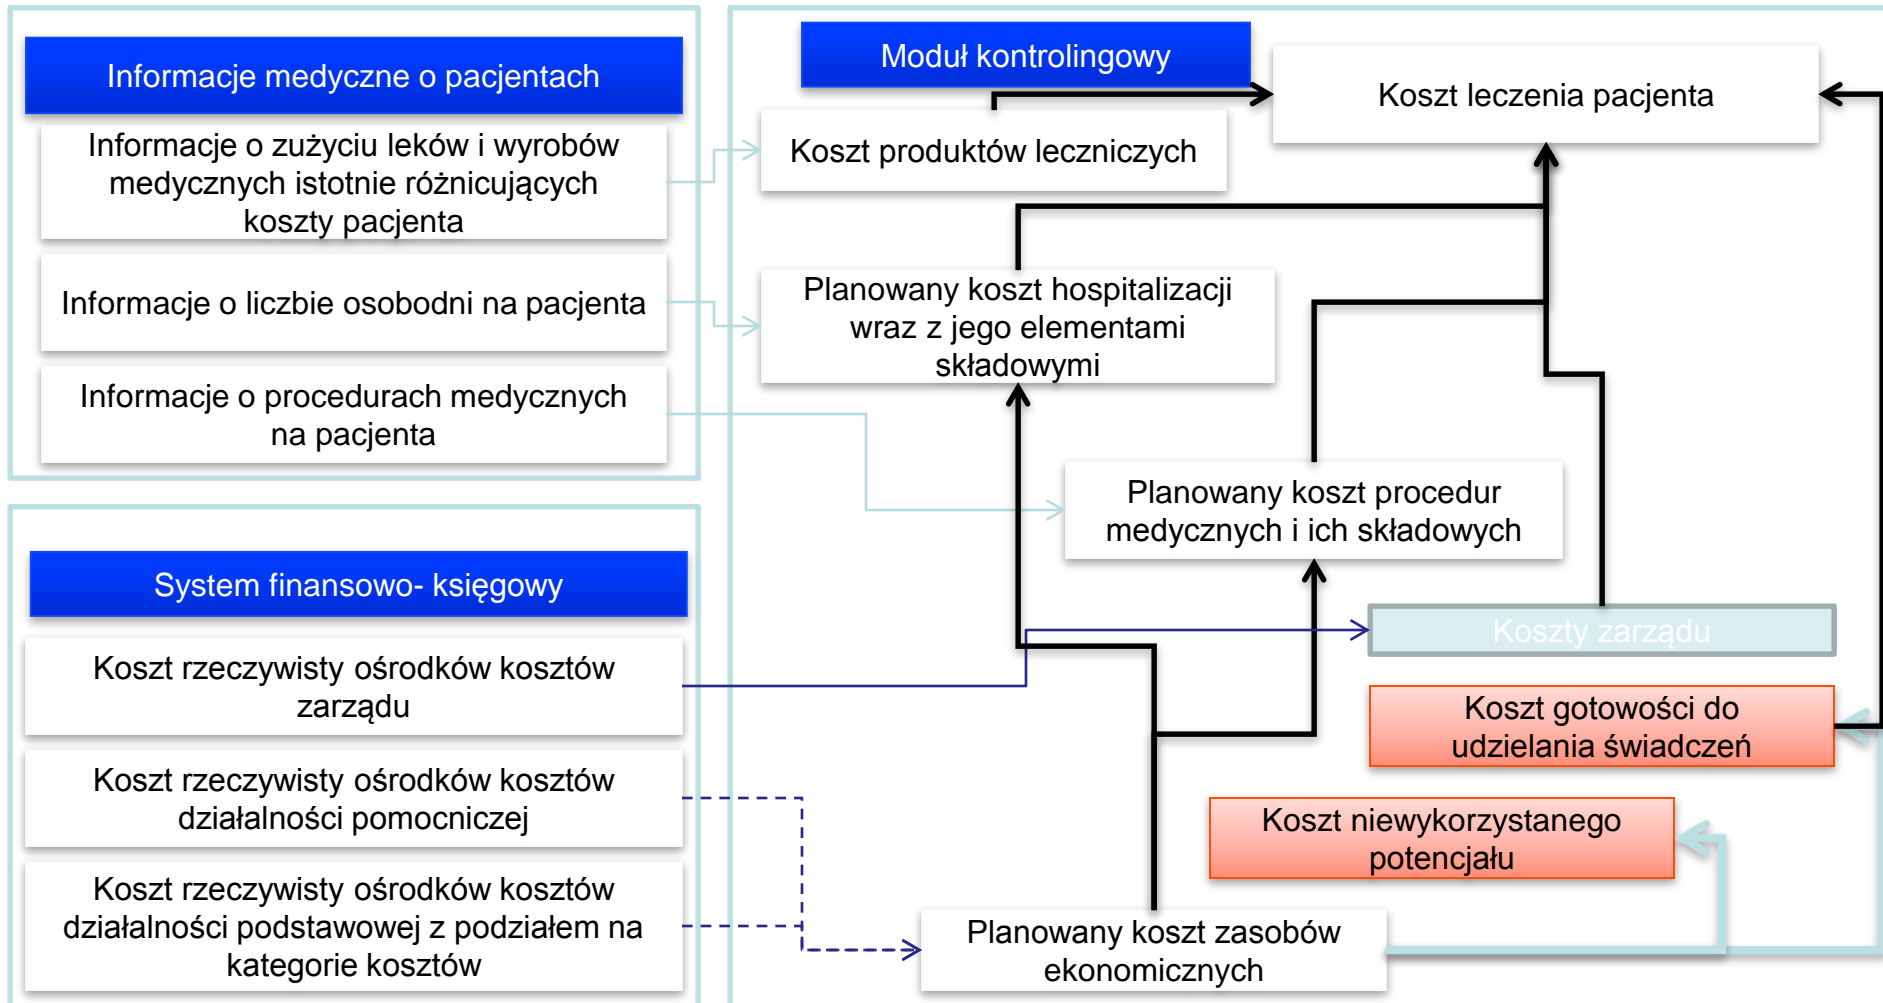 Informacje medyczne o pacjentach
Informacje o zużyciu leków i wyrobów
medycznych istotnie różnicujących
koszty pacjenta
Informacje o liczbie osobodni na pacjenta
Informacje o procedurach medycznych
na pacjenta
System finansowo- księgowy
Koszt rzeczywisty ośrodków kosztów
zarządu
Koszt rzeczywisty ośrodków kosztów
działalności pomocniczej
Koszt rzeczywisty ośrodków kosztów
działalności podstawowej z podziałem na
kategorie kosztów
Moduł kontrolingowy
Koszt leczenia pacjenta
Koszt produktów leczniczych
Planowany koszt hospitalizacji
wraz z jego elementami
składowymi
Planowany koszt procedur
medycznych i ich składowych
Koszty zarządu
Koszt gotowości do
udzielania świadczeń
Koszt niewykorzystanego
potencjału
Planowany koszt zasobów
ekonomicznych